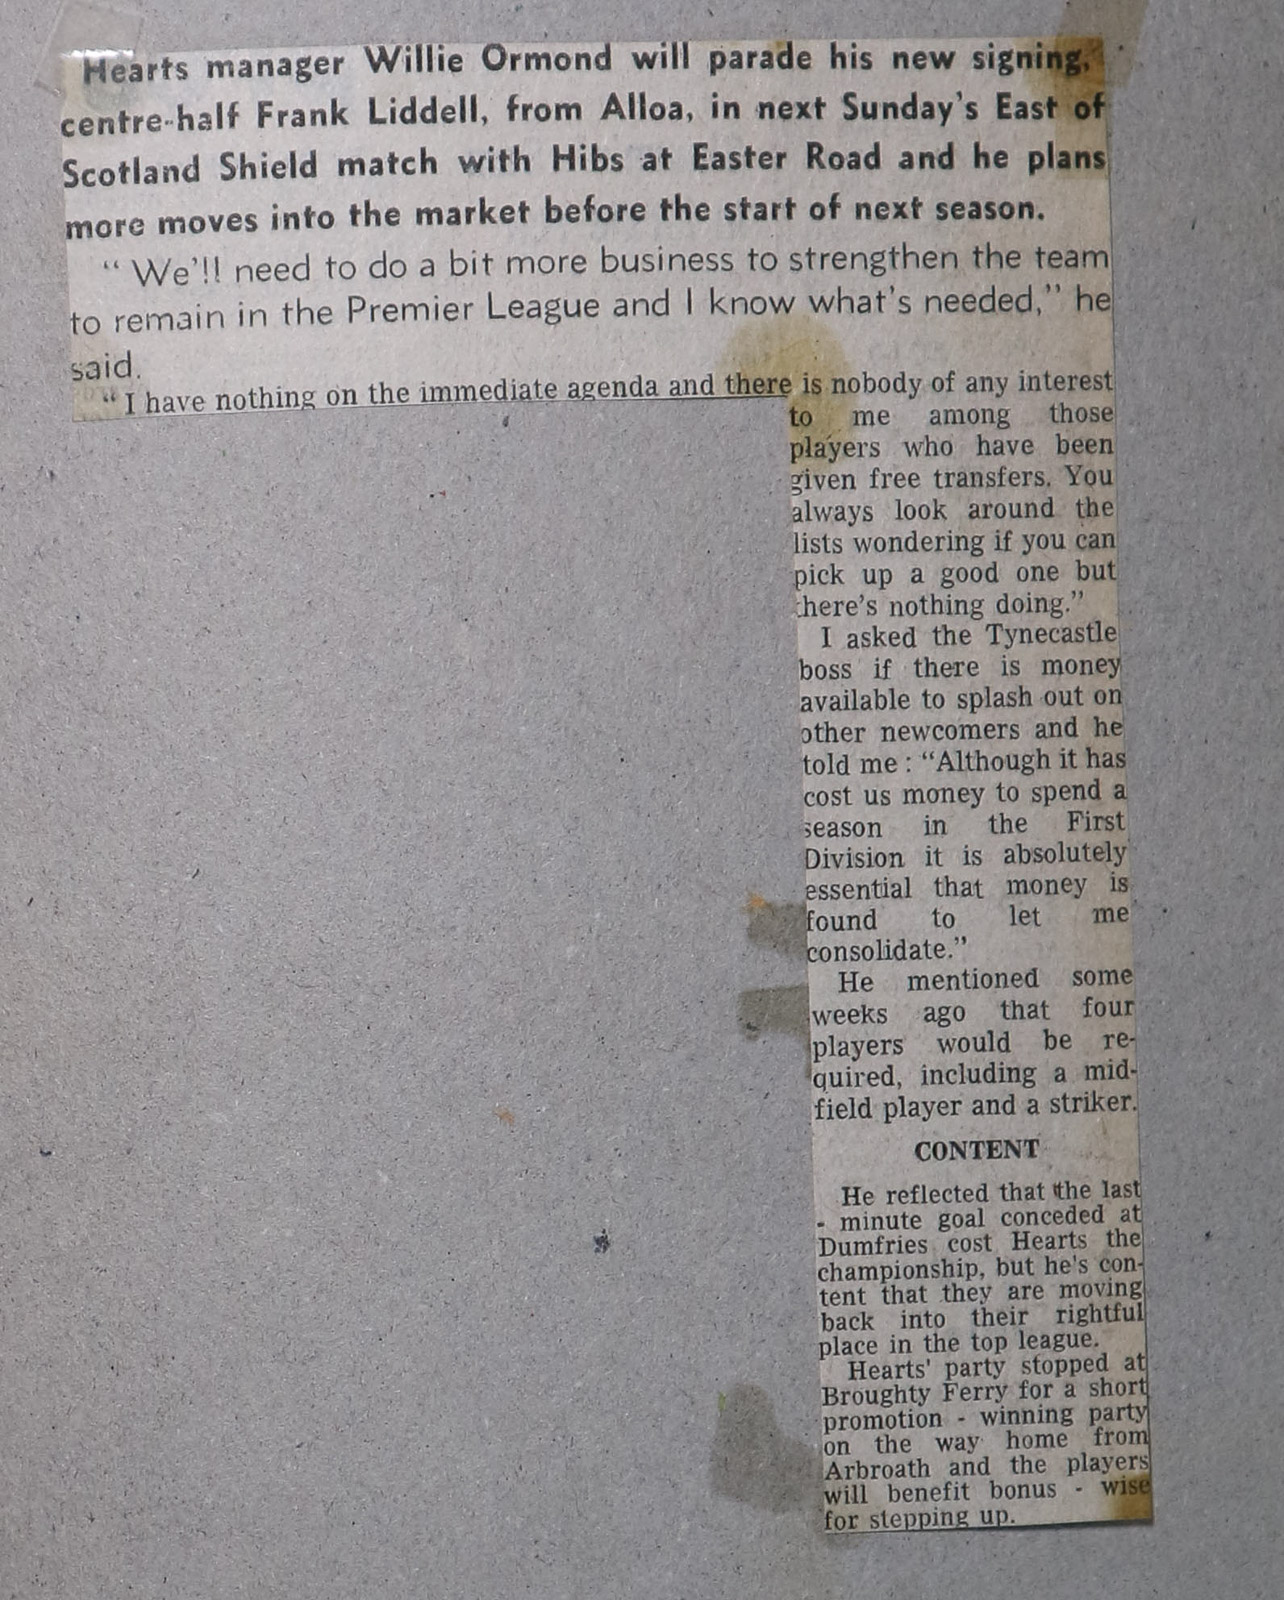 Hearts manager Willie Ormond will parade his new signing,
centre-half Frank Liddell, from Alloa, in next Sunday's East of
Scotland Shield match with Hibs at Easter Road and he plans
more moves into the market before the start of next season.
“ We'll need to do a bit more business to strengthen the team
to remain in the Premier League and I know what's needed,” he
said.
“ I have nothing on the immediate agenda and there is nobody of any interest
to me among those
players who have been
given free transfers. You
always look around the
lists wondering if you can
pick up a good one but
there's nothing doing.”
I asked the Tynecastle
boss if there is money
available to splash out on
other newcomers and he
told me : “Although it has
cost us money to spend a
season in the First
Division it is absolutely
essential that money is
found to let me
consolidate.”
He mentioned some
weeks ago that four
players would be re-
quired, including a mid-
field player and a striker.
CONTENT
He reflected that the last
- minute goal conceded at
Dumfries cost Hearts the
championship, but he's con-
tent that they are moving
back into their rightful
place in the top league.
Hearts' party stopped at
Broughty Ferry for a short
promotion - winning party
on the way home from
Arbroath and the players
will benefit bonus - wise
for stepping up.